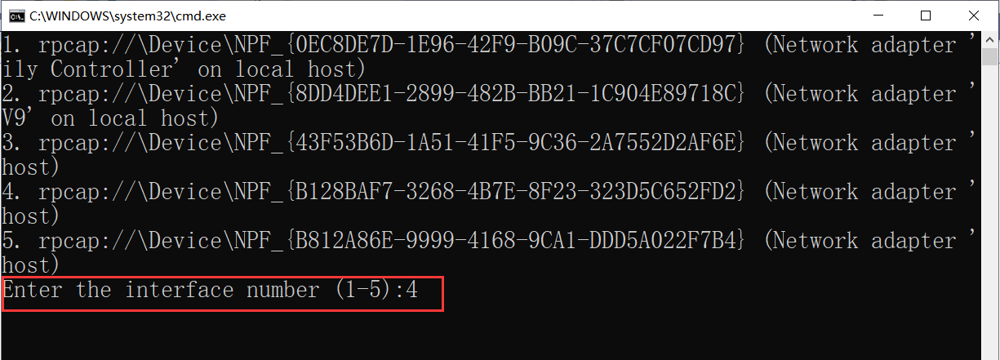 C:\WINDOWS\system32\cmd.exe
1. rpcap://\Device\NPF_{0EC8DE7D-1E96-42F9-B09C-37C7CF07CD97} (Network adapter '
ily Controller' on local host)
2. rpcap://\Device\NPF_{8DD4DEE1-2899-482B-BB21-1C904E89718C} (Network adapter '
V9' on local host)
3. rpcap://\Device\NPF_{43F53B6D-1A51-41F5-9C36-2A7552D2AF6E} (Network adapter '
host)
4. rpcap://\Device\NPF_{B128BAF7-3268-4B7E-8F23-323D5C652FD2} (Network adapter '
host)
5. rpcap://\Device\NPF_{B812A86E-9999-4168-9CA1-DDD5A022F7B4} (Network adapter '
host)
Enter the interface number (1-5):4